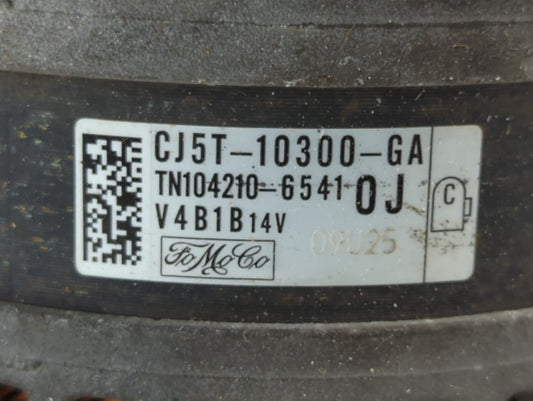 CJ5T-10300-GA
TN104210-6541 0J
V4B1B14V
09U25
FoMoCo
C